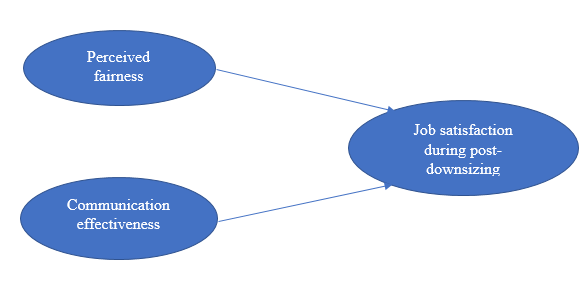 Perceived
fairness
Job satisfaction
during post-
downsizing
Communication
effectiveness